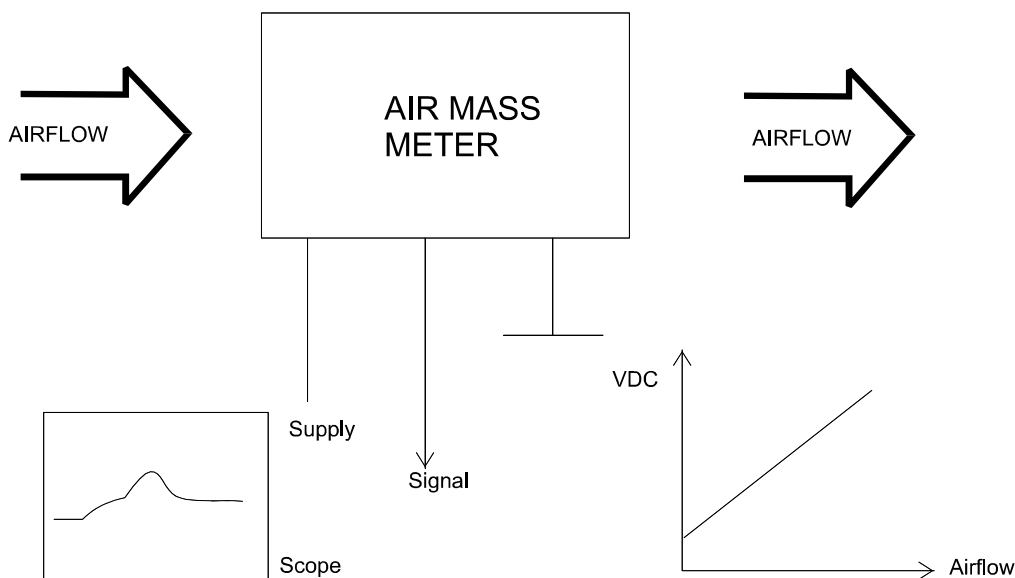 AIR MASS
METER
AIRFLOW
AIRFLOW
VDC
Supply
Signal
Scope
Airflow